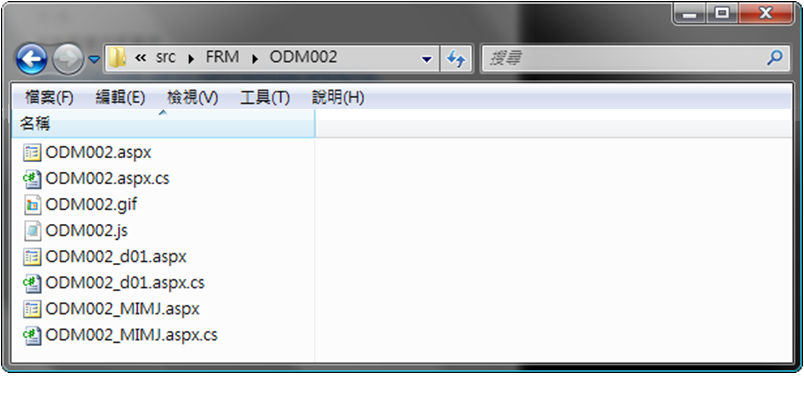 « src ▸ FRM ▸ ODM002 搜尋
檔案(F) 編輯(E) 檢視(V) 工具(T) 說明(H)
名稱
ODM002.aspx
ODM002.aspx.cs
ODM002.gif
ODM002.js
ODM002_d01.aspx
ODM002_d01.aspx.cs
ODM002_MIMJ.aspx
ODM002_MIMJ.aspx.cs